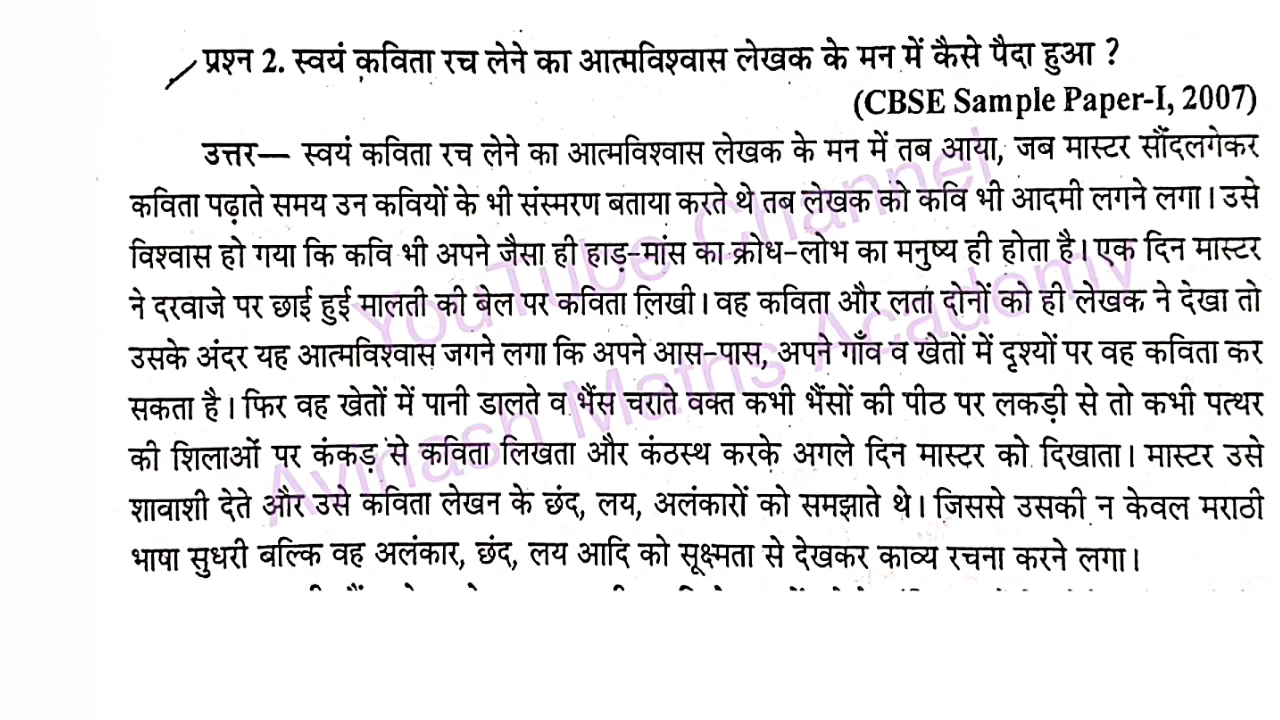 प्रश्न 2. स्वयं कविता रच लेने का आत्मविश्वास लेखक के मन में कैसे पैदा हुआ ?
(CBSE Sample Paper-I, 2007)
उत्तर— स्वयं कविता रच लेने का आत्मविश्वास लेखक के मन में तब आया, जब मास्टर सौंदलगेकर
कविता पढ़ाते समय उन कवियों के भी संस्मरण बताया करते थे तब लेखक को कवि भी आदमी लगने लगा। उसे
विश्वास हो गया कि कवि भी अपने जैसा ही हाड़-मांस का क्रोध-लोभ का मनुष्य ही होता है। एक दिन मास्टर
ने दरवाजे पर छाई हुई मालती की बेल पर कविता लिखी। वह कविता और लता दोनों को ही लेखक ने देखा तो
उसके अंदर यह आत्मविश्वास जगने लगा कि अपने आस-पास, अपने गाँव व खेतों में दृश्यों पर वह कविता कर
सकता है। फिर वह खेतों में पानी डालते व भैंस चराते वक्त कभी भैंसों की पीठ पर लकड़ी से तो कभी पत्थर
की शिलाओं पर कंकड़ से कविता लिखता और कंठस्थ करके अगले दिन मास्टर को दिखाता। मास्टर उसे
शावाशी देते और उसे कविता लेखन के छंद, लय, अलंकारों को समझाते थे। जिससे उसकी न केवल मराठी
भाषा सुधरी बल्कि वह अलंकार, छंद, लय आदि को सूक्ष्मता से देखकर काव्य रचना करने लगा।
YouTube Channel
Avinash Maths Academy